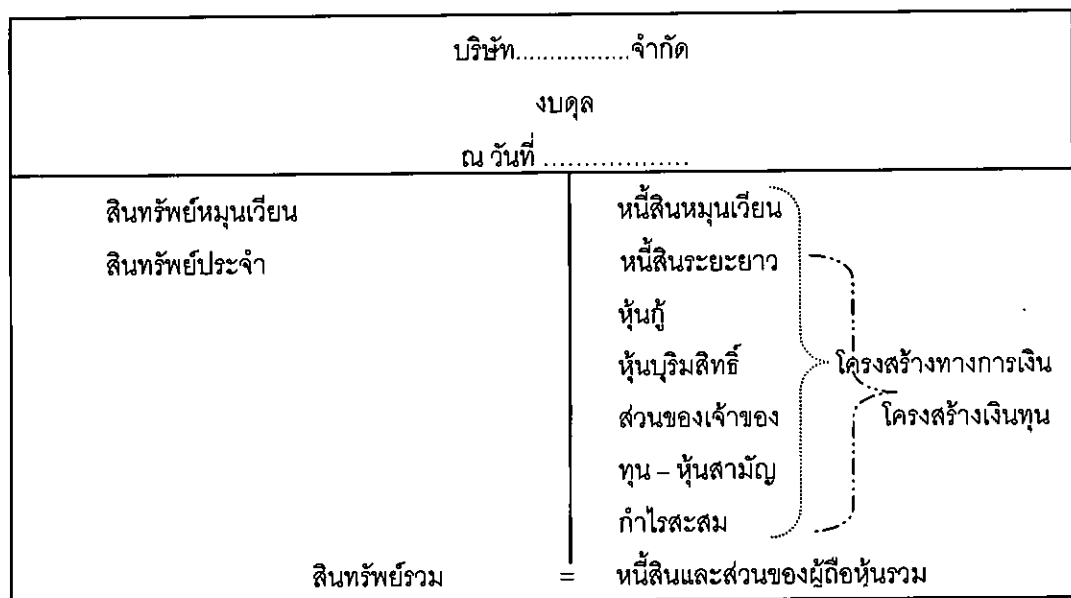 บริษัท.................จำกัด
งบดุล
ณ วันที่ ..................
สินทรัพย์หมุนเวียน
สินทรัพย์ประจำ
หนี้สินหมุนเวียน
หนี้สินระยะยาว
หุ้นกู้
หุ้นบุริมสิทธิ์
ส่วนของเจ้าของ
ทุน – หุ้นสามัญ
กำไรสะสม
โครงสร้างทางการเงิน
โครงสร้างเงินทุน
สินทรัพย์รวม = หนี้สินและส่วนของผู้ถือหุ้นรวม